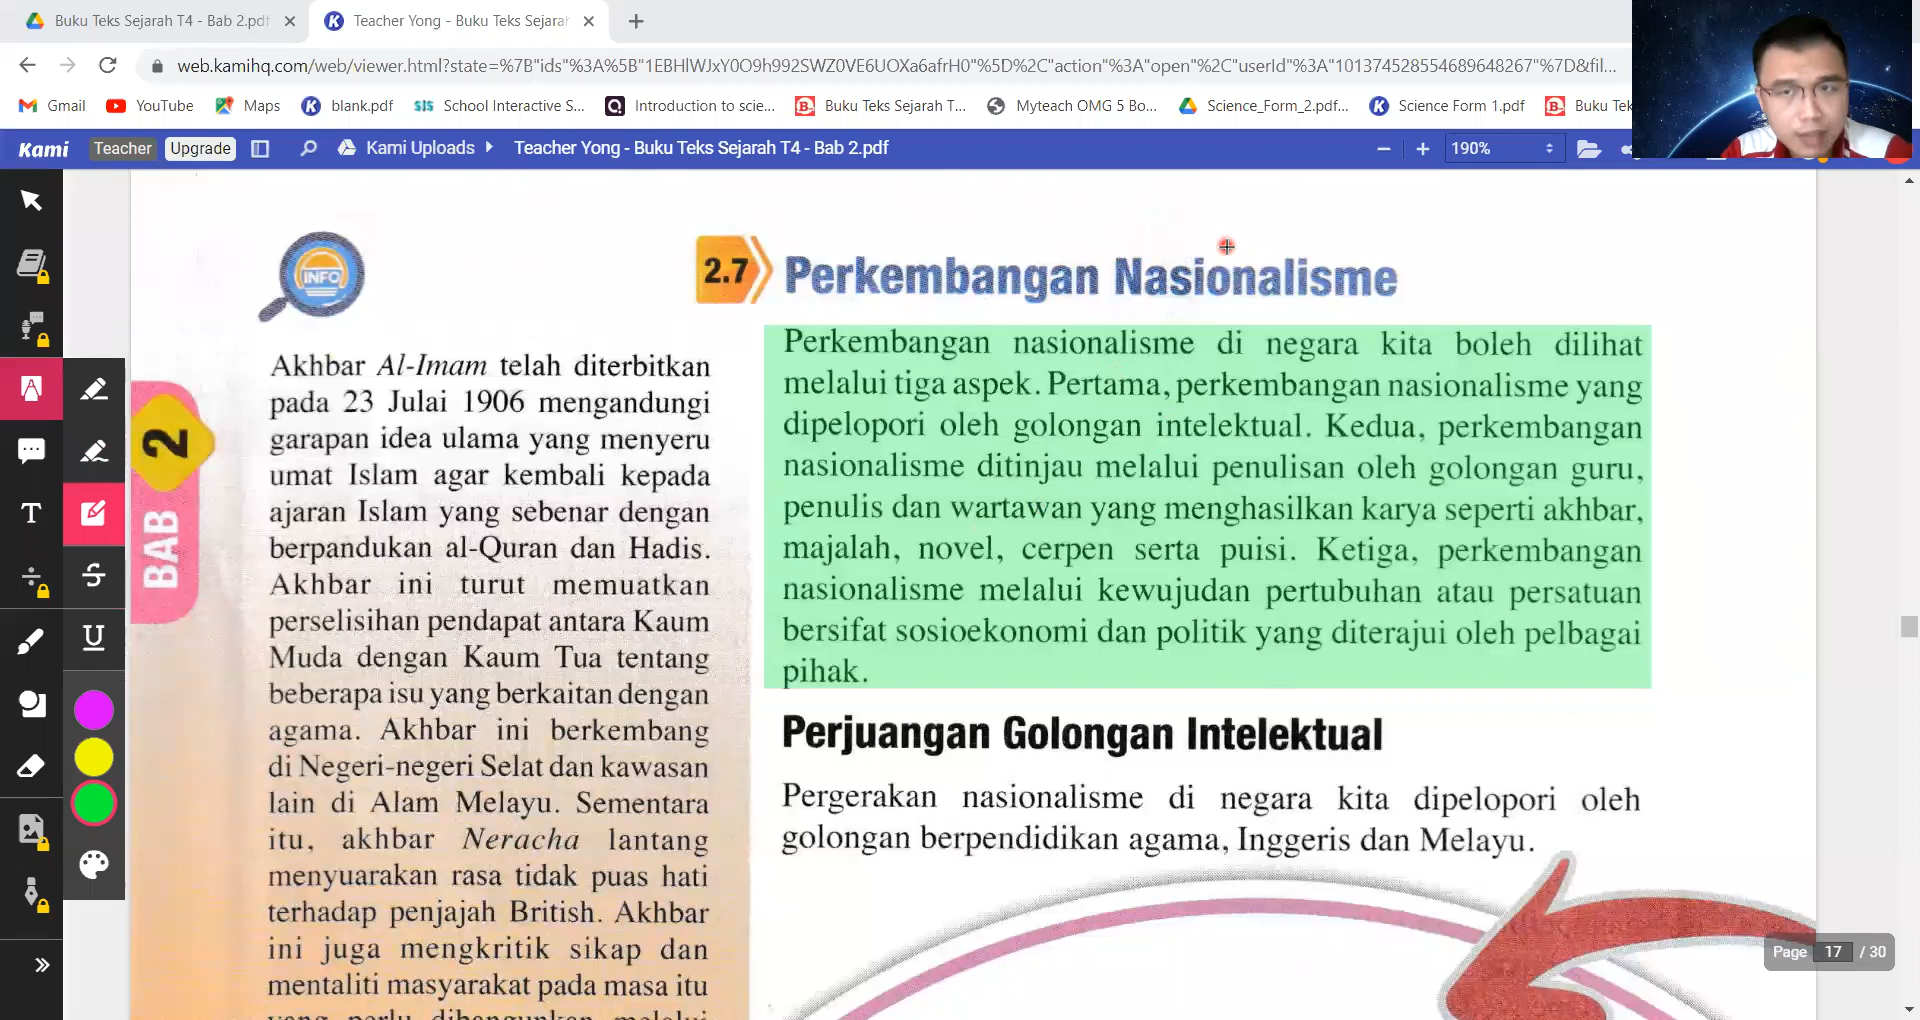 Buku Teks Sejarah T4 - Bab 2.pdf
Teacher Yong - Buku Teks Sejarah
web.kamihq.com/web/viewer.html?state=%7B"ids"%3A%5B"1EBHlWJxY0O9h992SWZ0VE6UOXa6afrH0"%5D%2C"action"%3A"open"%2C"userId"%3A"101374528554689648267"%7D&fil...
Gmail YouTube Maps blank.pdf School Interactive S... Introduction to scie... Buku Teks Sejarah T... Myteach OMG 5 Bo... Science_Form_2.pdf... Science Form 1.pdf Buku Tek
Kami Teacher Upgrade Kami Uploads Teacher Yong - Buku Teks Sejarah T4 - Bab 2.pdf 190%
INFO
Akhbar Al-Imam telah diterbitkan
pada 23 Julai 1906 mengandungi
garapan idea ulama yang menyeru
umat Islam agar kembali kepada
ajaran Islam yang sebenar dengan
berpandukan al-Quran dan Hadis.
Akhbar ini turut memuatkan
perselisihan pendapat antara Kaum
Muda dengan Kaum Tua tentang
beberapa isu yang berkaitan dengan
agama. Akhbar ini berkembang
di Negeri-negeri Selat dan kawasan
lain di Alam Melayu. Sementara
itu, akhbar Neracha lantang
menyuarakan rasa tidak puas hati
terhadap penjajah British. Akhbar
ini juga mengkritik sikap dan
mentaliti masyarakat pada masa itu
yang perlu dibangunkan melalui
BAB 2
2.7 Perkembangan Nasionalisme
Perkembangan nasionalisme di negara kita boleh dilihat
melalui tiga aspek. Pertama, perkembangan nasionalisme yang
dipelopori oleh golongan intelektual. Kedua, perkembangan
nasionalisme ditinjau melalui penulisan oleh golongan guru,
penulis dan wartawan yang menghasilkan karya seperti akhbar,
majalah, novel, cerpen serta puisi. Ketiga, perkembangan
nasionalisme melalui kewujudan pertubuhan atau persatuan
bersifat sosioekonomi dan politik yang diterajui oleh pelbagai
pihak.
Perjuangan Golongan Intelektual
Pergerakan nasionalisme di negara kita dipelopori oleh
golongan berpendidikan agama, Inggeris dan Melayu.
Page 17 / 30